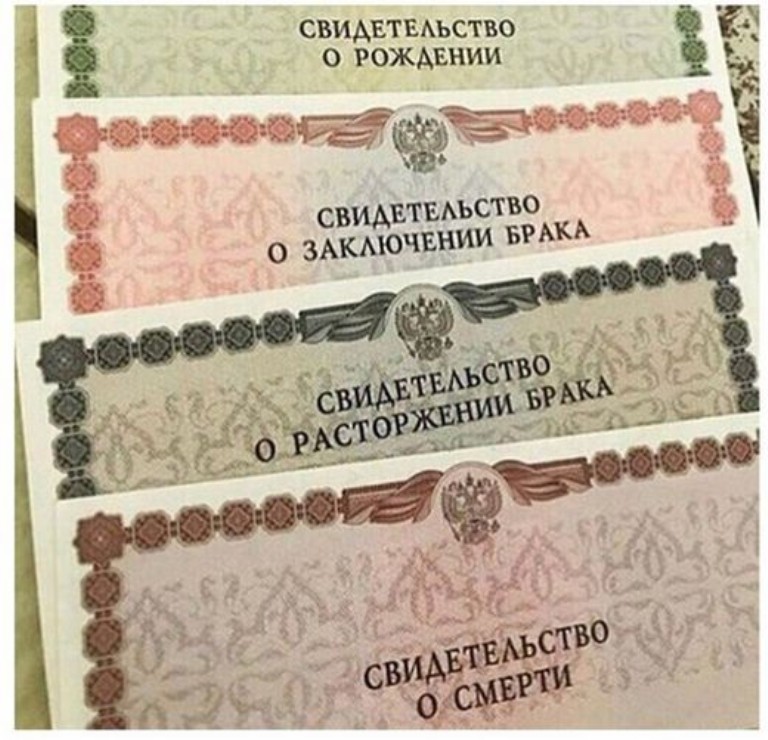 СВИДЕТЕЛЬСТВО
О РОЖДЕНИИ
СВИДЕТЕЛЬСТВО
О ЗАКЛЮЧЕНИИ БРАКА
СВИДЕТЕЛЬСТВО
О РАСТОРЖЕНИИ БРАКА
СВИДЕТЕЛЬСТВО
О СМЕРТИ